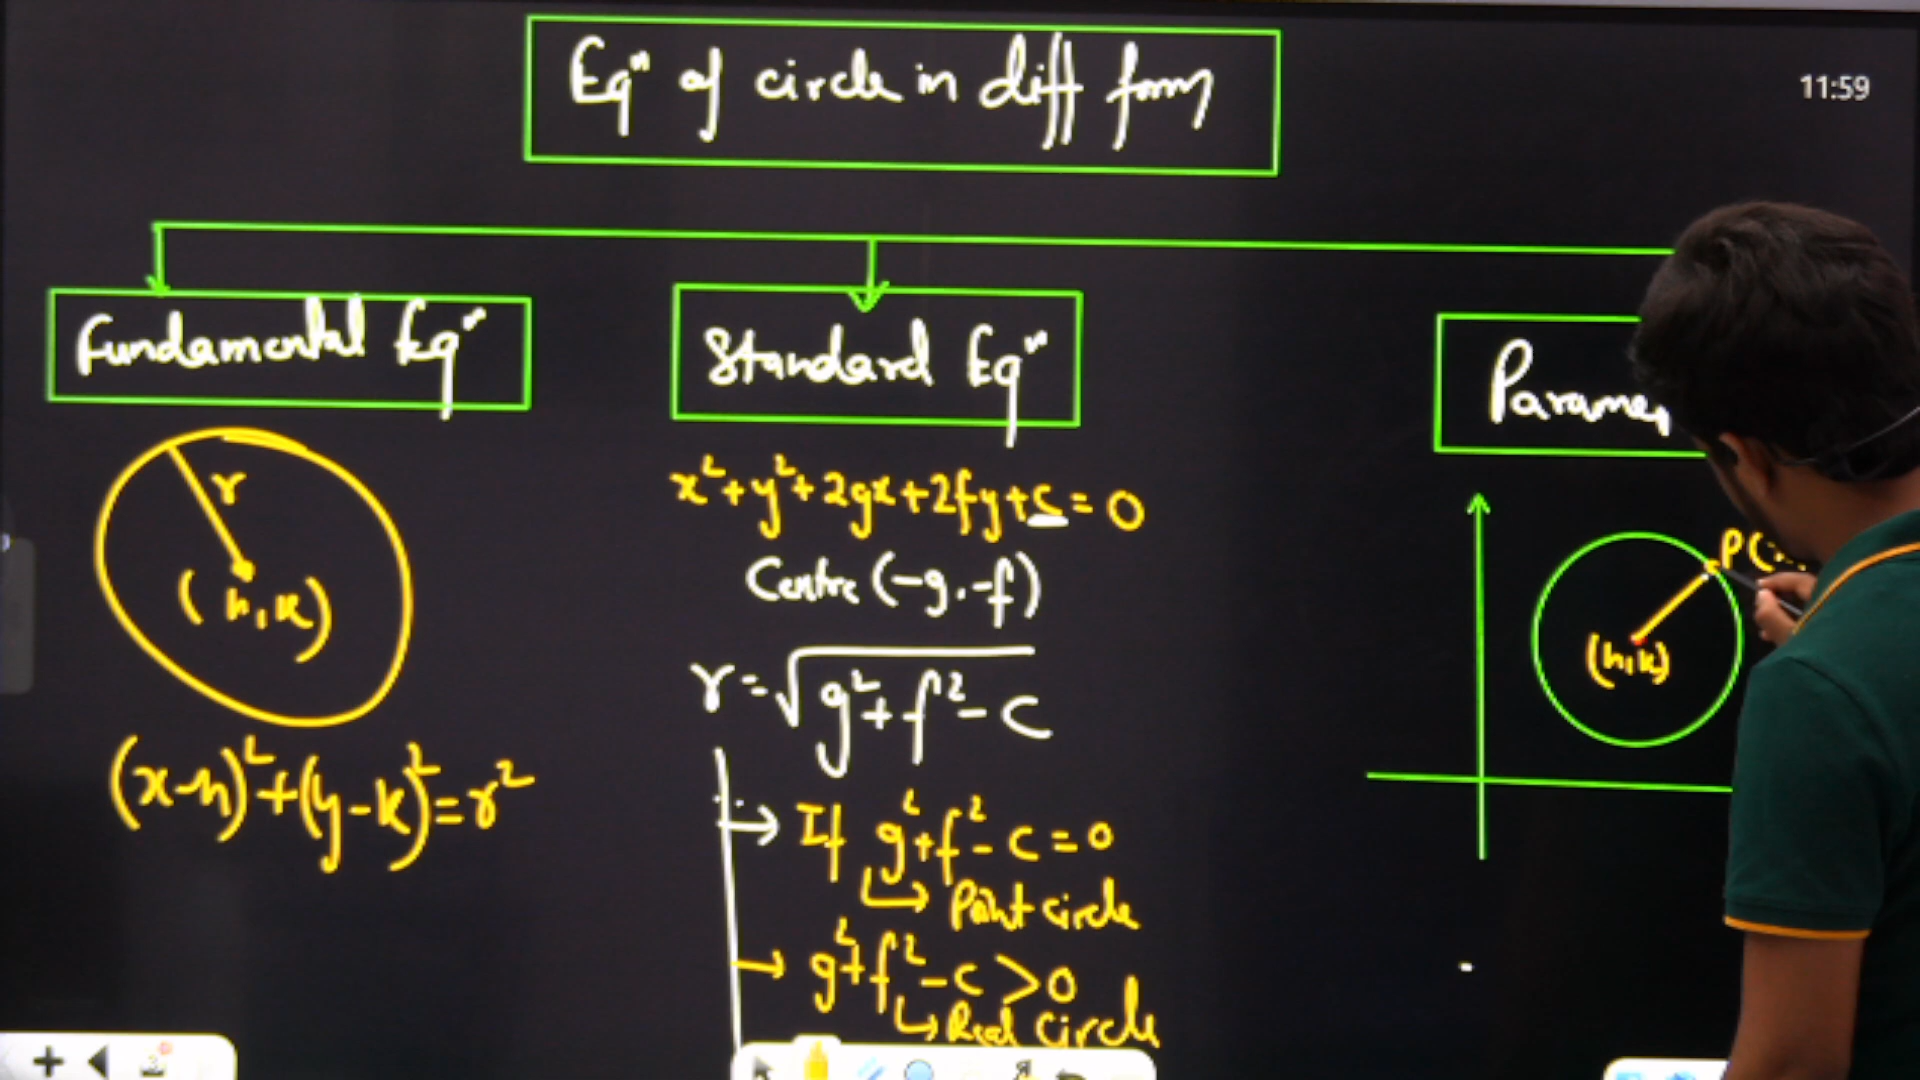 Eqⁿ of circle in diff form
11:59
Fundamental Eqⁿ
r
(h,k)
(x-h)²+(y-k)²=r²
Standard Eqⁿ
x²+y²+2gx+2fy+c=0
Centre (-g,-f)
r=√g²+f²-c
→ If g²+f²-c=0
↳ Point circle
→ g²+f²-c>0
↳ Real circle
P(
(h,k)